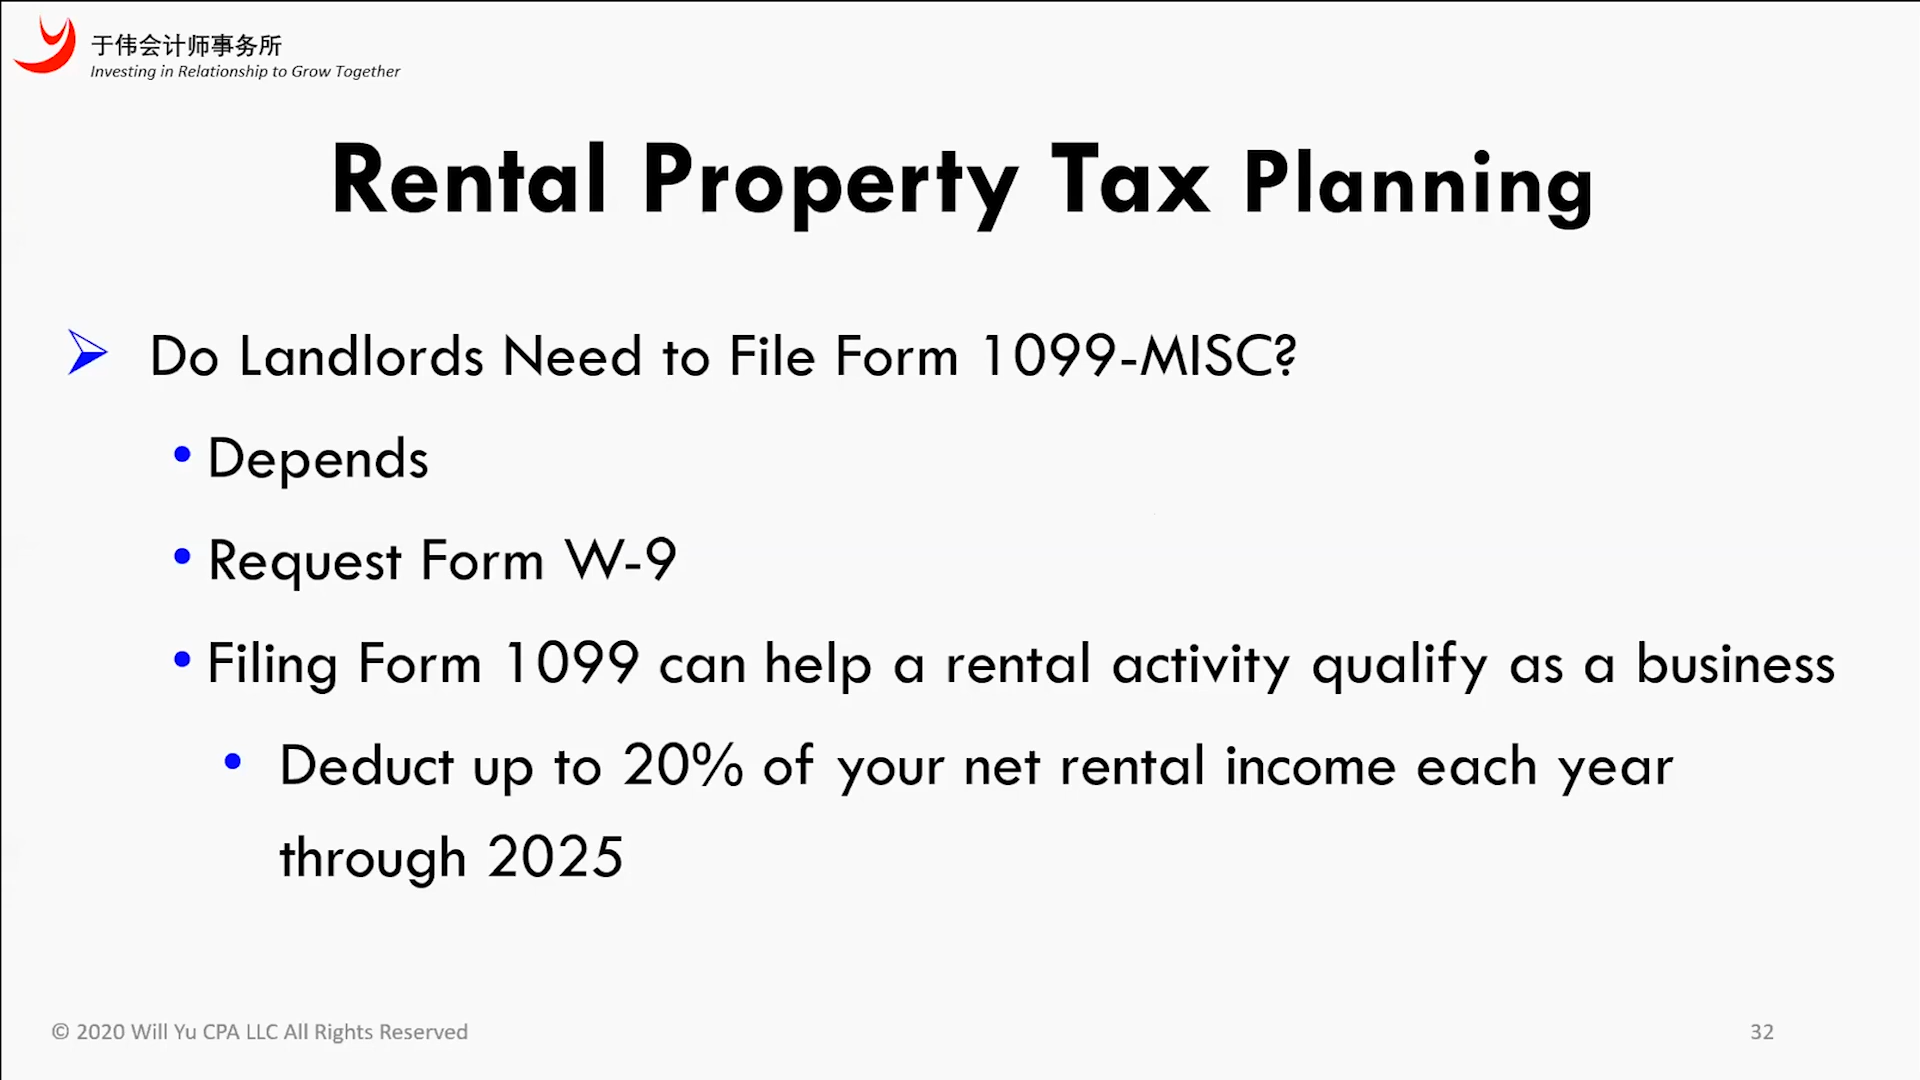 于伟会计师事务所
Investing in Relationship to Grow Together
Rental Property Tax Planning
Do Landlords Need to File Form 1099-MISC?
Depends
Request Form W-9
Filing Form 1099 can help a rental activity qualify as a business
Deduct up to 20% of your net rental income each year
through 2025
© 2020 Will Yu CPA LLC All Rights Reserved
32